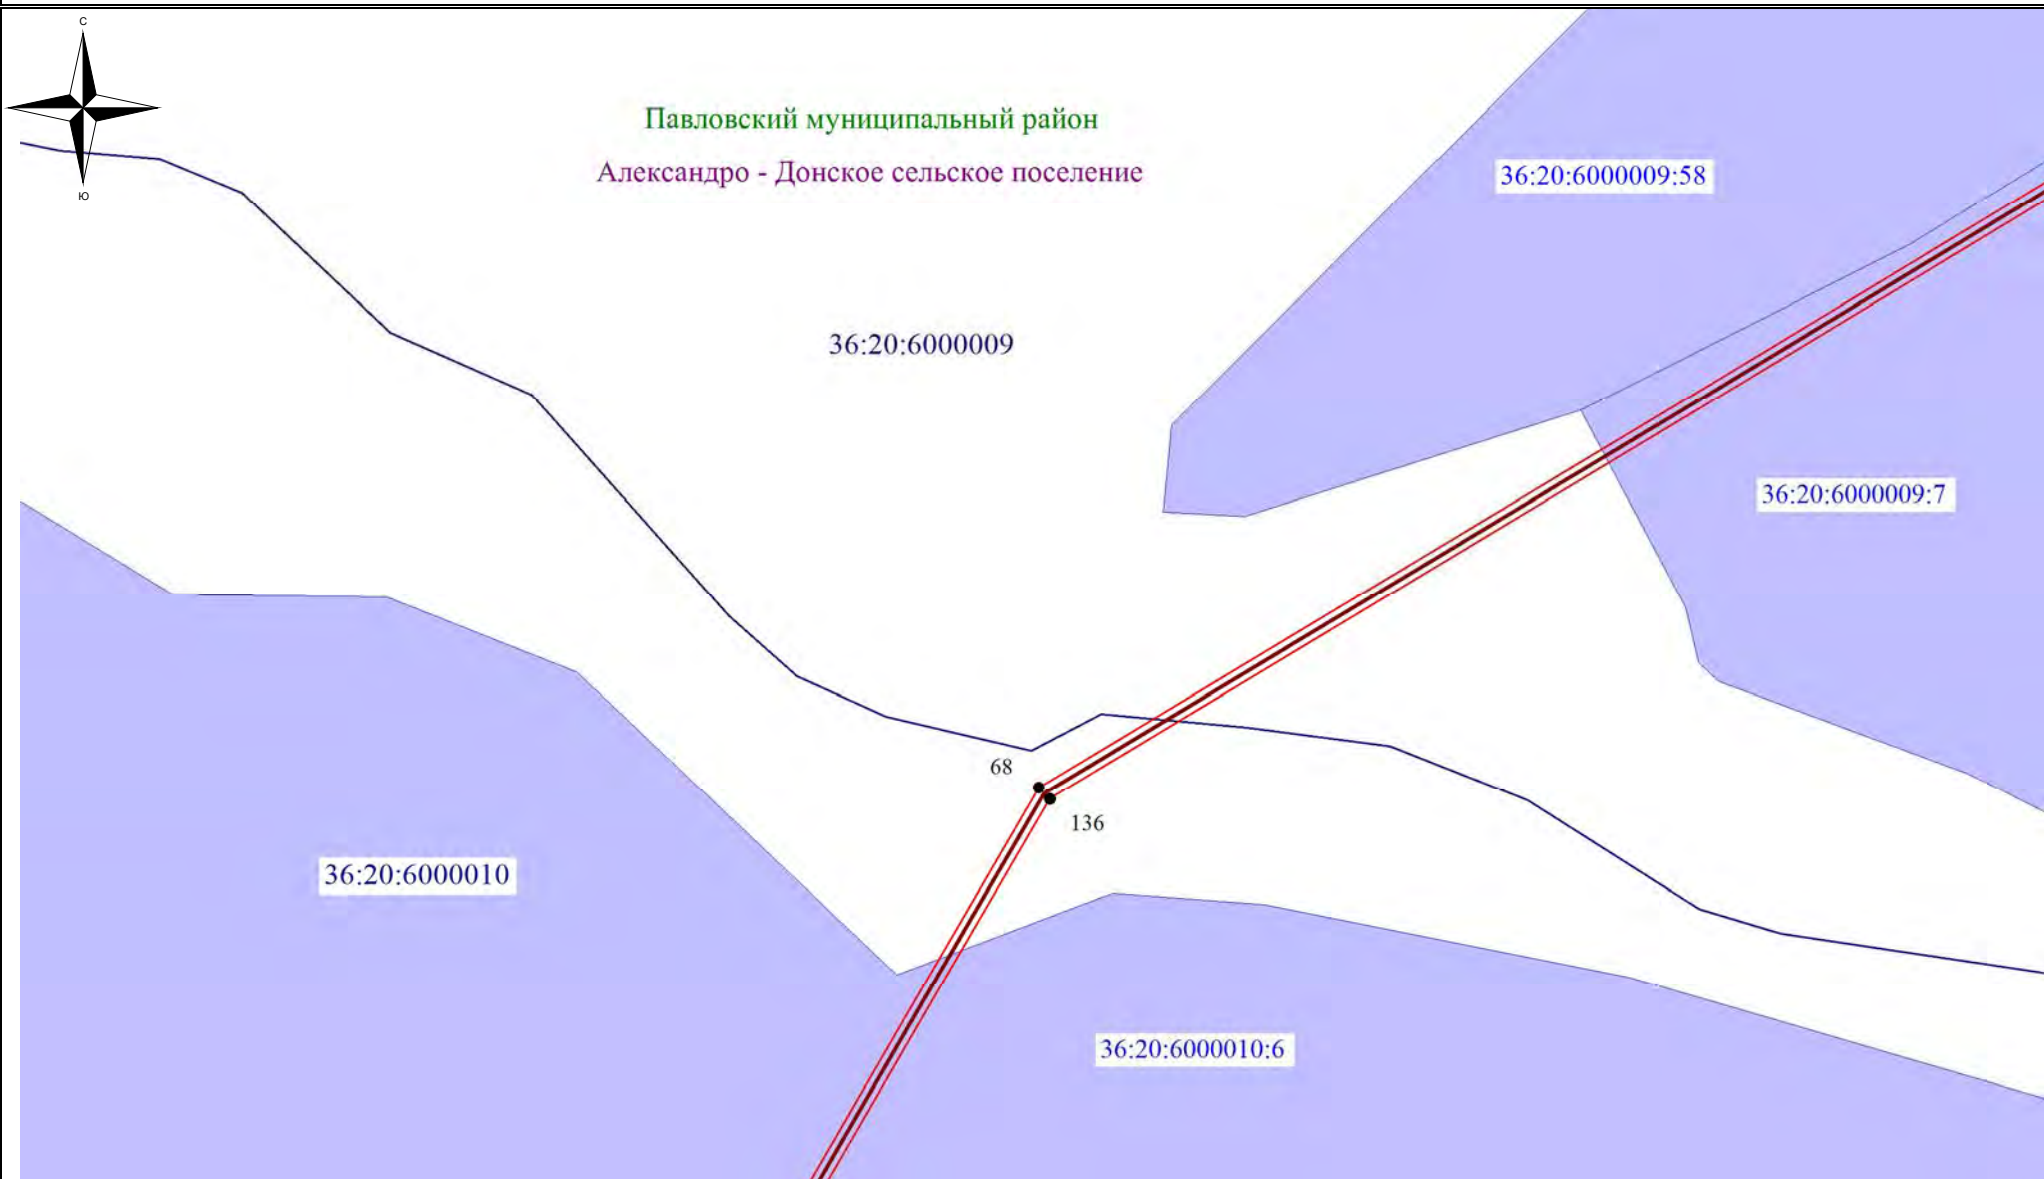 С
Ю
Павловский муниципальный район
Александро - Донское сельское поселение
36:20:6000009:58
36:20:6000009
36:20:6000009:7
68
136
36:20:6000010
36:20:6000010:6